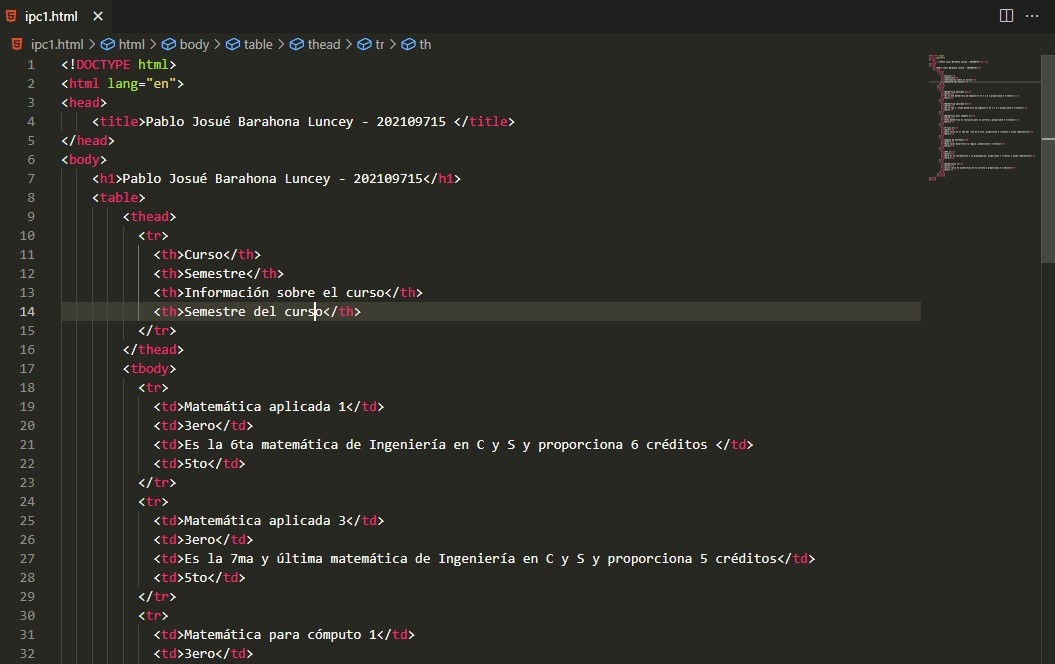 ipc1.html
ipc1.html > html > body > table > thead > tr > th
1 <!DOCTYPE html>
2 <html lang="en">
3 <head>
4 <title>Pablo Josué Barahona Luncey - 202109715 </title>
5 </head>
6 <body>
7 <h1>Pablo Josué Barahona Luncey - 202109715</h1>
8 <table>
9 <thead>
10 <tr>
11 <th>Curso</th>
12 <th>Semestre</th>
13 <th>Información sobre el curso</th>
14 <th>Semestre del curso</th>
15 </tr>
16 </thead>
17 <tbody>
18 <tr>
19 <td>Matemática aplicada 1</td>
20 <td>3ero</td>
21 <td>Es la 6ta matemática de Ingeniería en C y S y proporciona 6 créditos </td>
22 <td>5to</td>
23 </tr>
24 <tr>
25 <td>Matemática aplicada 3</td>
26 <td>3ero</td>
27 <td>Es la 7ma y última matemática de Ingeniería en C y S y proporciona 5 créditos</td>
28 <td>5to</td>
29 </tr>
30 <tr>
31 <td>Matemática para cómputo 1</td>
32 <td>3ero</td>